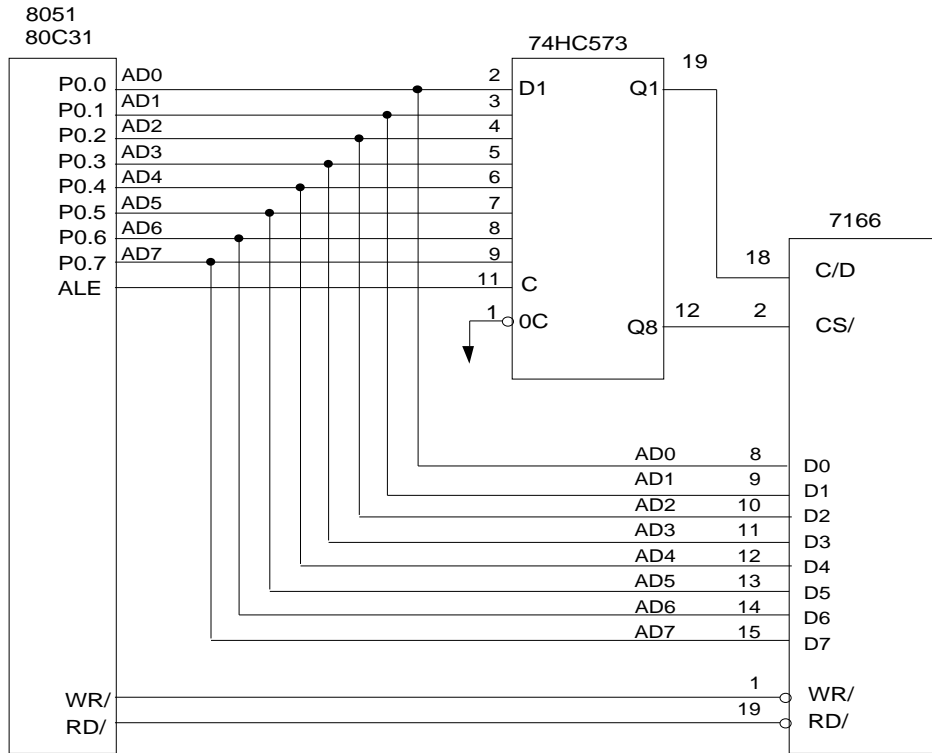 8051
80C31
74HC573
7166
P0.0
P0.1
P0.2
P0.3
P0.4
P0.5
P0.6
P0.7
ALE
AD0
AD1
AD2
AD3
AD4
AD5
AD6
AD7
2
3
4
5
6
7
8
9
11
1
D1
C
0C
Q1
Q8
19
12
18
2
C/D
CS/
AD0 8 D0
AD1 9 D1
AD2 10 D2
AD3 11 D3
AD4 12 D4
AD5 13 D5
AD6 14 D6
AD7 15 D7
WR/ 1 WR/
RD/ 19 RD/